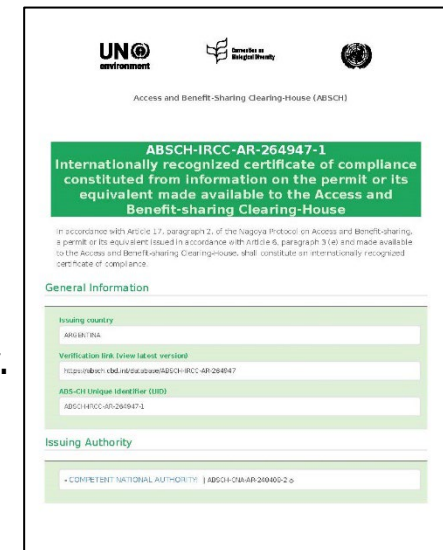 UN
environment
Convention on
Biological Diversity
Access and Benefit-Sharing Clearing-House (ABSCH)
ABSCH-IRCC-AR-264947-1
Internationally recognized certificate of compliance
constituted from information on the permit or its
equivalent made available to the Access and
Benefit-sharing Clearing-House
In accordance with Article 17, paragraph 2, of the Nagoya Protocol on Access and Benefit-sharing,
a permit or its equivalent issued in accordance with Article 6, paragraph 3 (e) and made available
to the Access and Benefit-sharing Clearing-House, shall constitute an internationally recognized
certificate of compliance.
General Information
Issuing country
ARGENTINA
Verification link (view latest version)
https://absch.cbd.int/database/ABSCH-IRCC-AR-264947
ABS-CH Unique Identifier (UID)
ABSCH-IRCC-AR-264947-1
Issuing Authority
COMPETENT NATIONAL AUTHORITY |